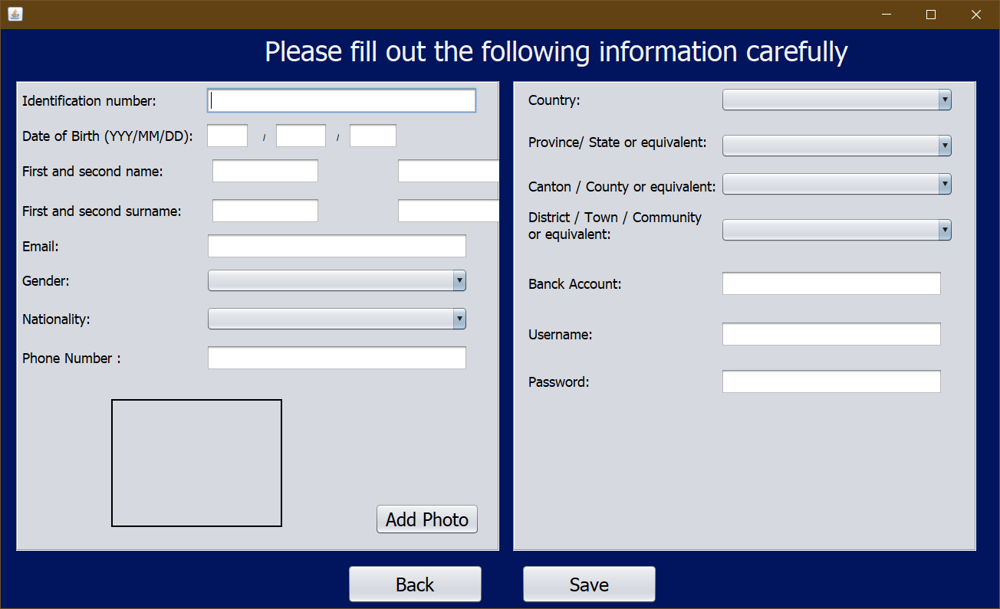 Please fill out the following information carefully
Identification number:
Date of Birth (YYY/MM/DD): / /
First and second name:
First and second surname:
Email:
Gender:
Nationality:
Phone Number :
Add Photo
Country:
Province/ State or equivalent:
Canton / County or equivalent:
District / Town / Community
or equivalent:
Banck Account:
Username:
Password:
Back
Save